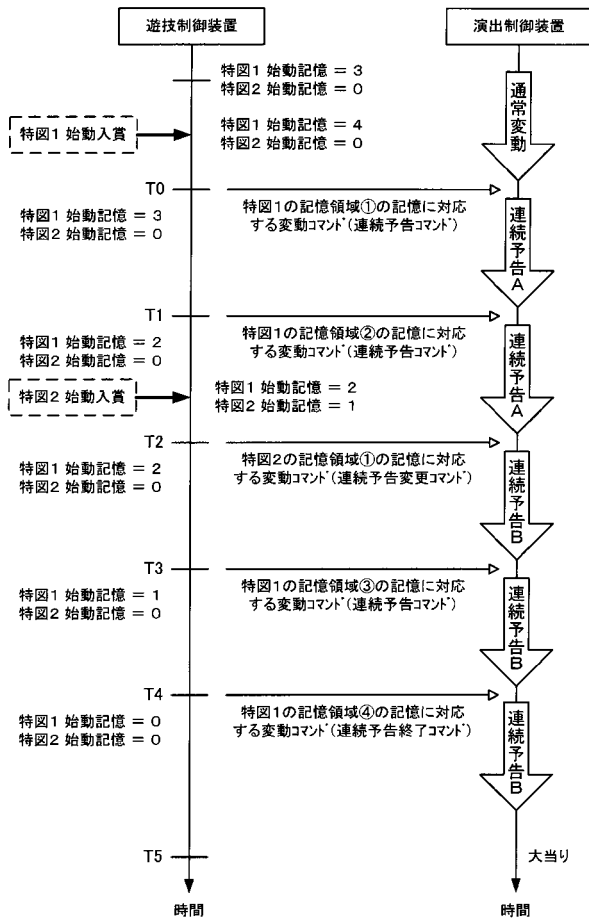 遊技制御装置
演出制御装置
特図1 始動記憶 = 3
特図2 始動記憶 = 0
通常変動
特図1 始動入賞
特図1 始動記憶 = 4
特図2 始動記憶 = 0
T0
特図1の記憶領域①の記憶に対応
する変動コマンド(連続予告コマンド)
特図1 始動記憶 = 3
特図2 始動記憶 = 0
連続予告A
T1
特図1の記憶領域②の記憶に対応
する変動コマンド(連続予告コマンド)
特図1 始動記憶 = 2
特図2 始動記憶 = 0
連続予告A
特図2 始動入賞
特図1 始動記憶 = 2
特図2 始動記憶 = 1
T2
特図2の記憶領域①の記憶に対応
する変動コマンド(連続予告変更コマンド)
特図1 始動記憶 = 2
特図2 始動記憶 = 0
連続予告B
T3
特図1の記憶領域③の記憶に対応
する変動コマンド(連続予告コマンド)
特図1 始動記憶 = 1
特図2 始動記憶 = 0
連続予告B
T4
特図1の記憶領域④の記憶に対応
する変動コマンド(連続予告終了コマンド)
特図1 始動記憶 = 0
特図2 始動記憶 = 0
連続予告B
T5
大当り
時間
時間